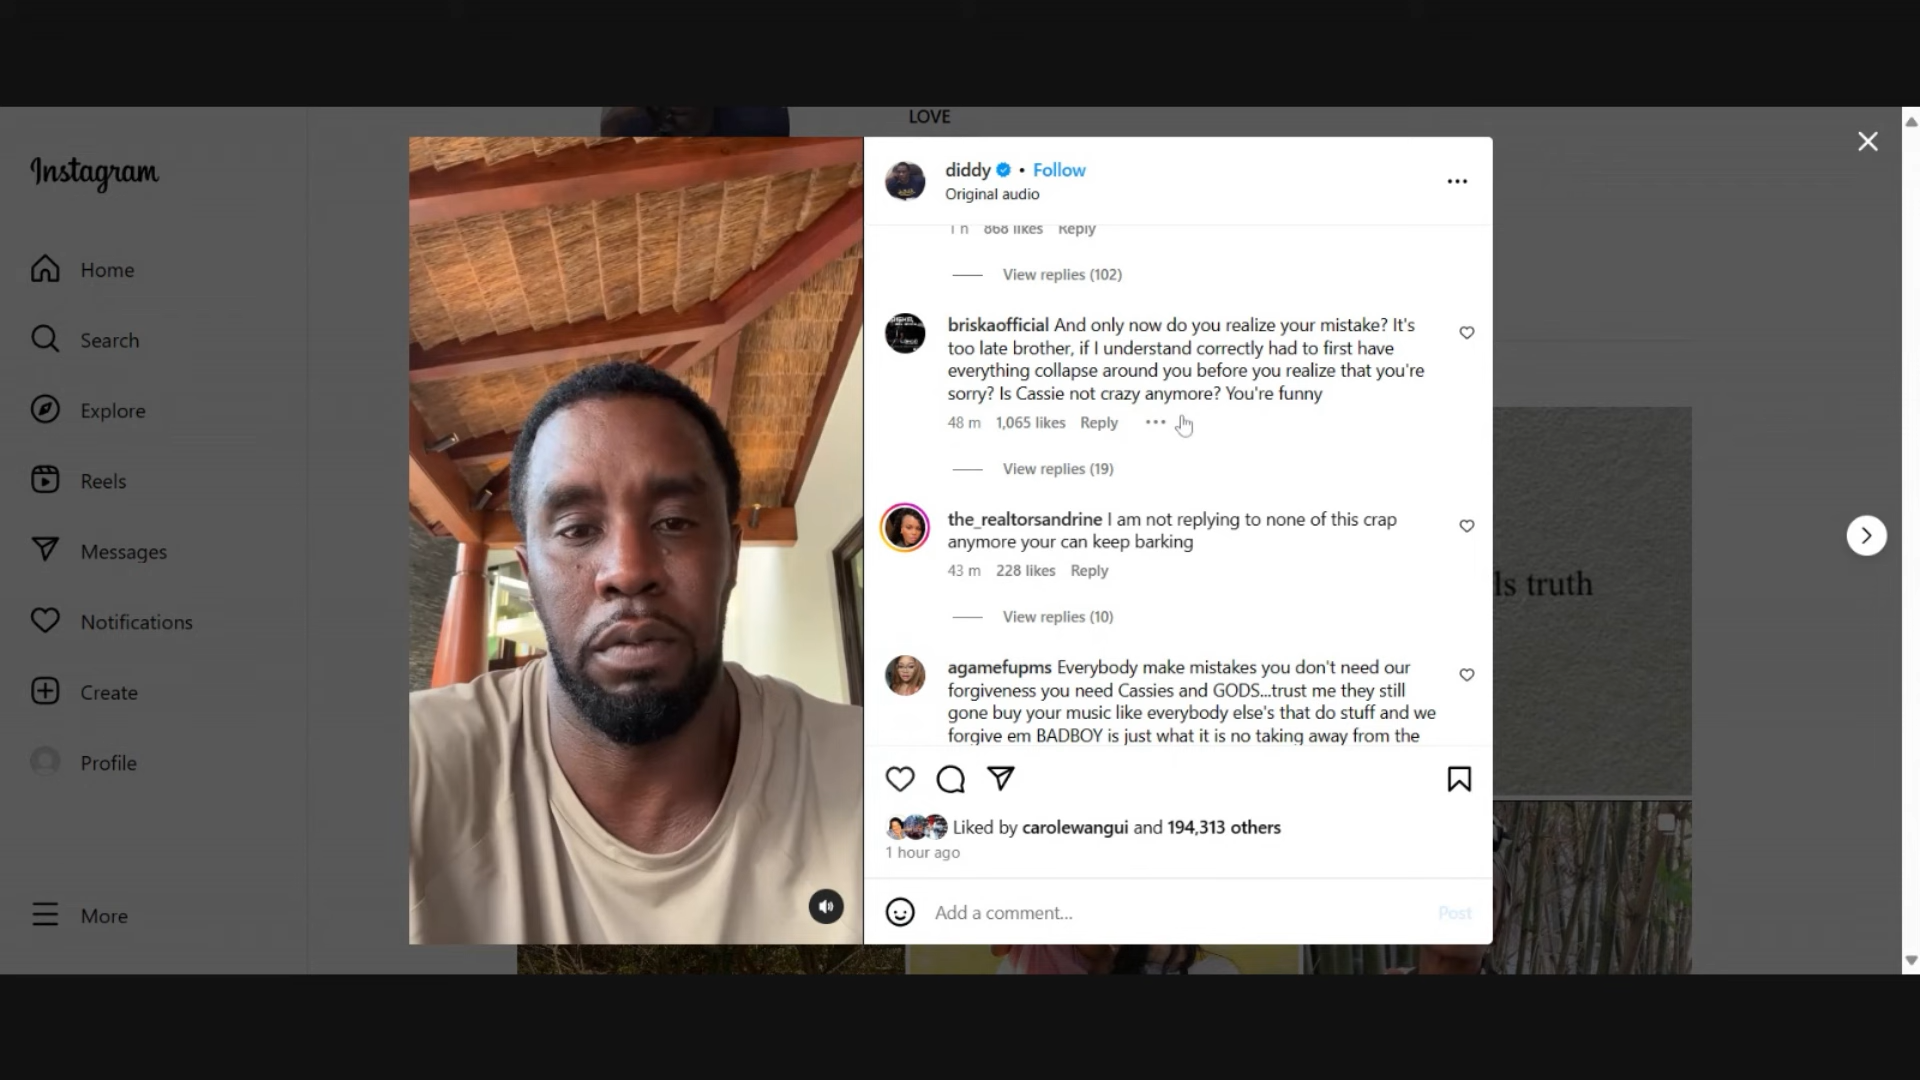 LOVE
Instagram
Home
Search
Explore
Reels
Messages
Notifications
Create
Profile
More
diddy • Follow
Original audio
1 h 868 likes Reply
View replies (102)
briskaofficial And only now do you realize your mistake? It's
too late brother, if I understand correctly had to first have
everything collapse around you before you realize that you're
sorry? Is Cassie not crazy anymore? You're funny
48 m 1,065 likes Reply
View replies (19)
the_realtorsandrine I am not replying to none of this crap
anymore your can keep barking
43 m 228 likes Reply
View replies (10)
agamefupms Everybody make mistakes you don't need our
forgiveness you need Cassies and GODS...trust me they still
gone buy your music like everybody else's that do stuff and we
forgive em BADBOY is just what it is no taking away from the
Liked by carolewangui and 194,313 others
1 hour ago
Add a comment...
Post
ls truth